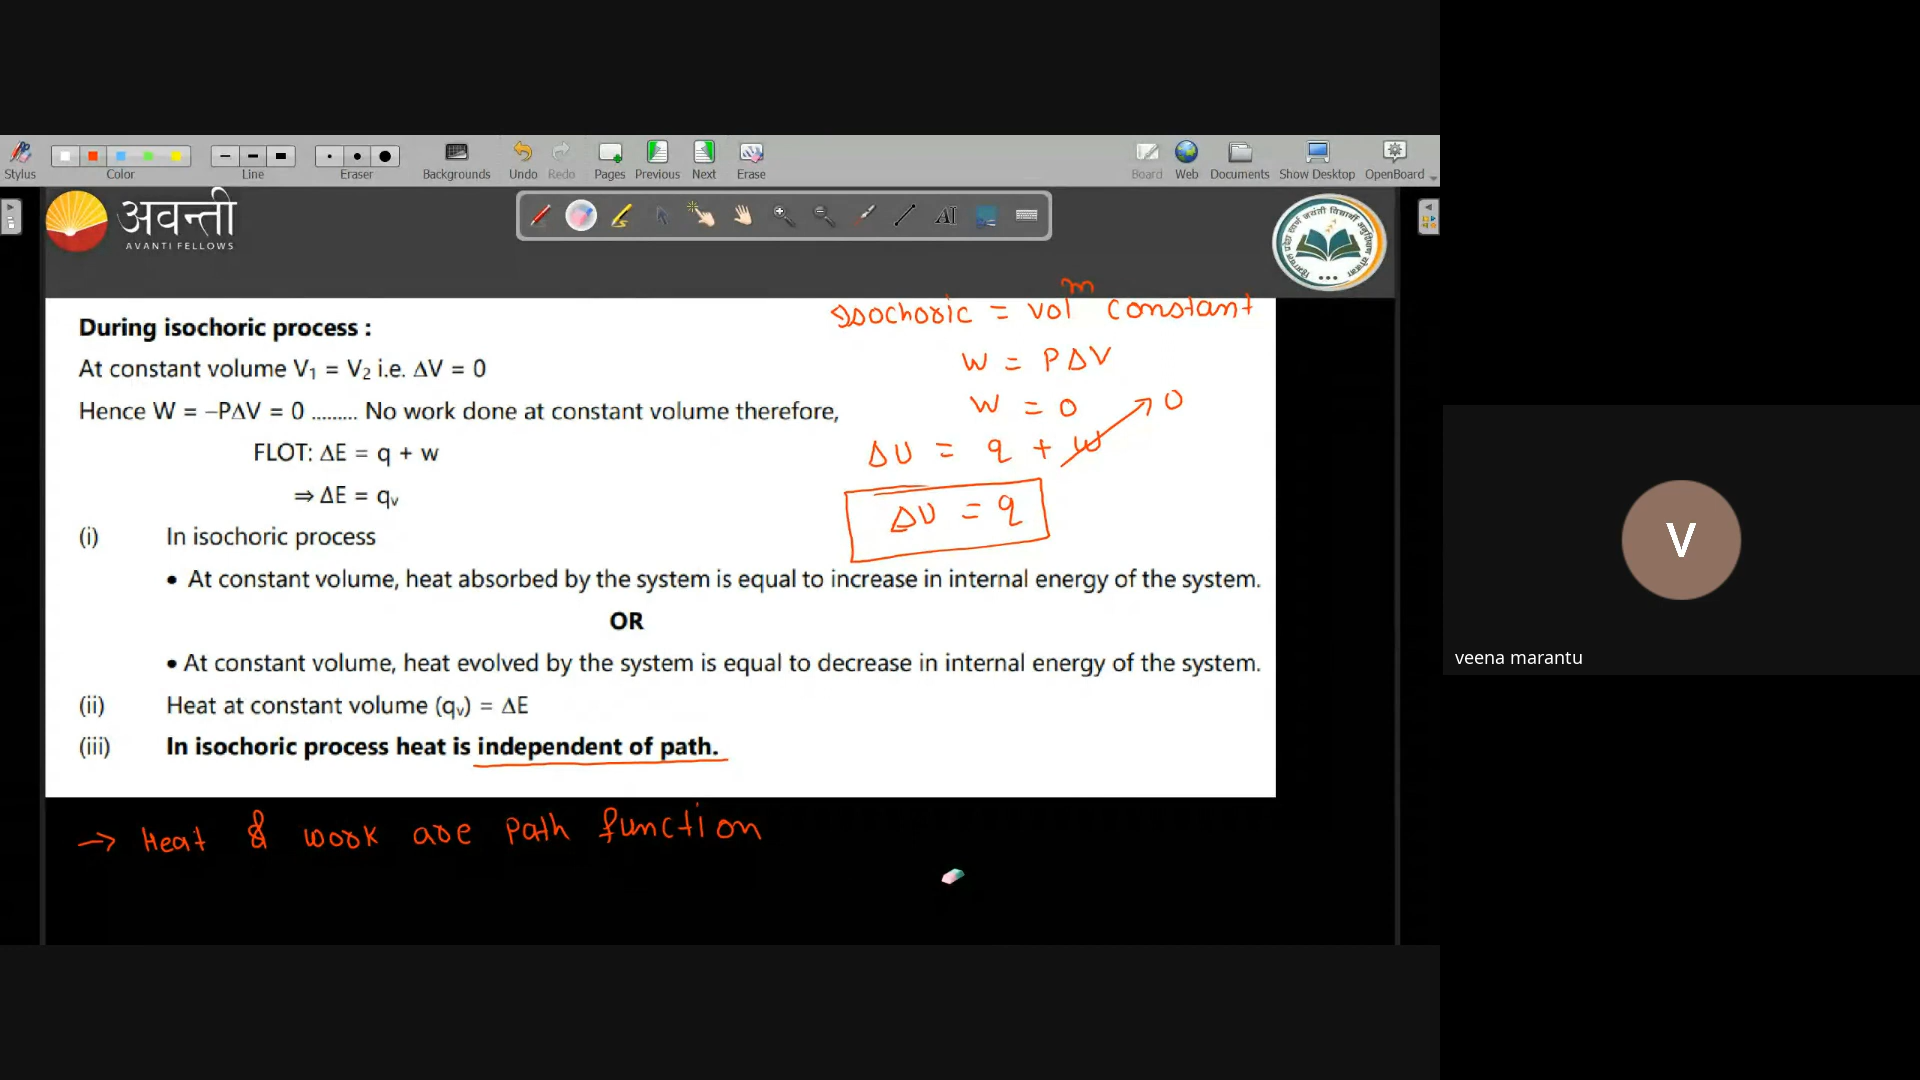 Stylus Color Line Eraser Backgrounds Undo Redo Pages Previous Next Erase Board Web Documents Show Desktop OpenBoard
अवन्ती
AVANTI FELLOWS
Isochoric = vol^m constant
During isochoric process :
W = PΔV
At constant volume V₁ = V₂ i.e. ΔV = 0
W = 0
0
Hence W = –PΔV = 0 ......... No work done at constant volume therefore,
ΔU = q + w
FLOT: ΔE = q + w
⇒ ΔE = qᵥ
ΔU = q
(i) In isochoric process
• At constant volume, heat absorbed by the system is equal to increase in internal energy of the system.
OR
• At constant volume, heat evolved by the system is equal to decrease in internal energy of the system.
(ii) Heat at constant volume (qᵥ) = ΔE
(iii) In isochoric process heat is independent of path.
→ Heat & work are Path function
V
veena marantu